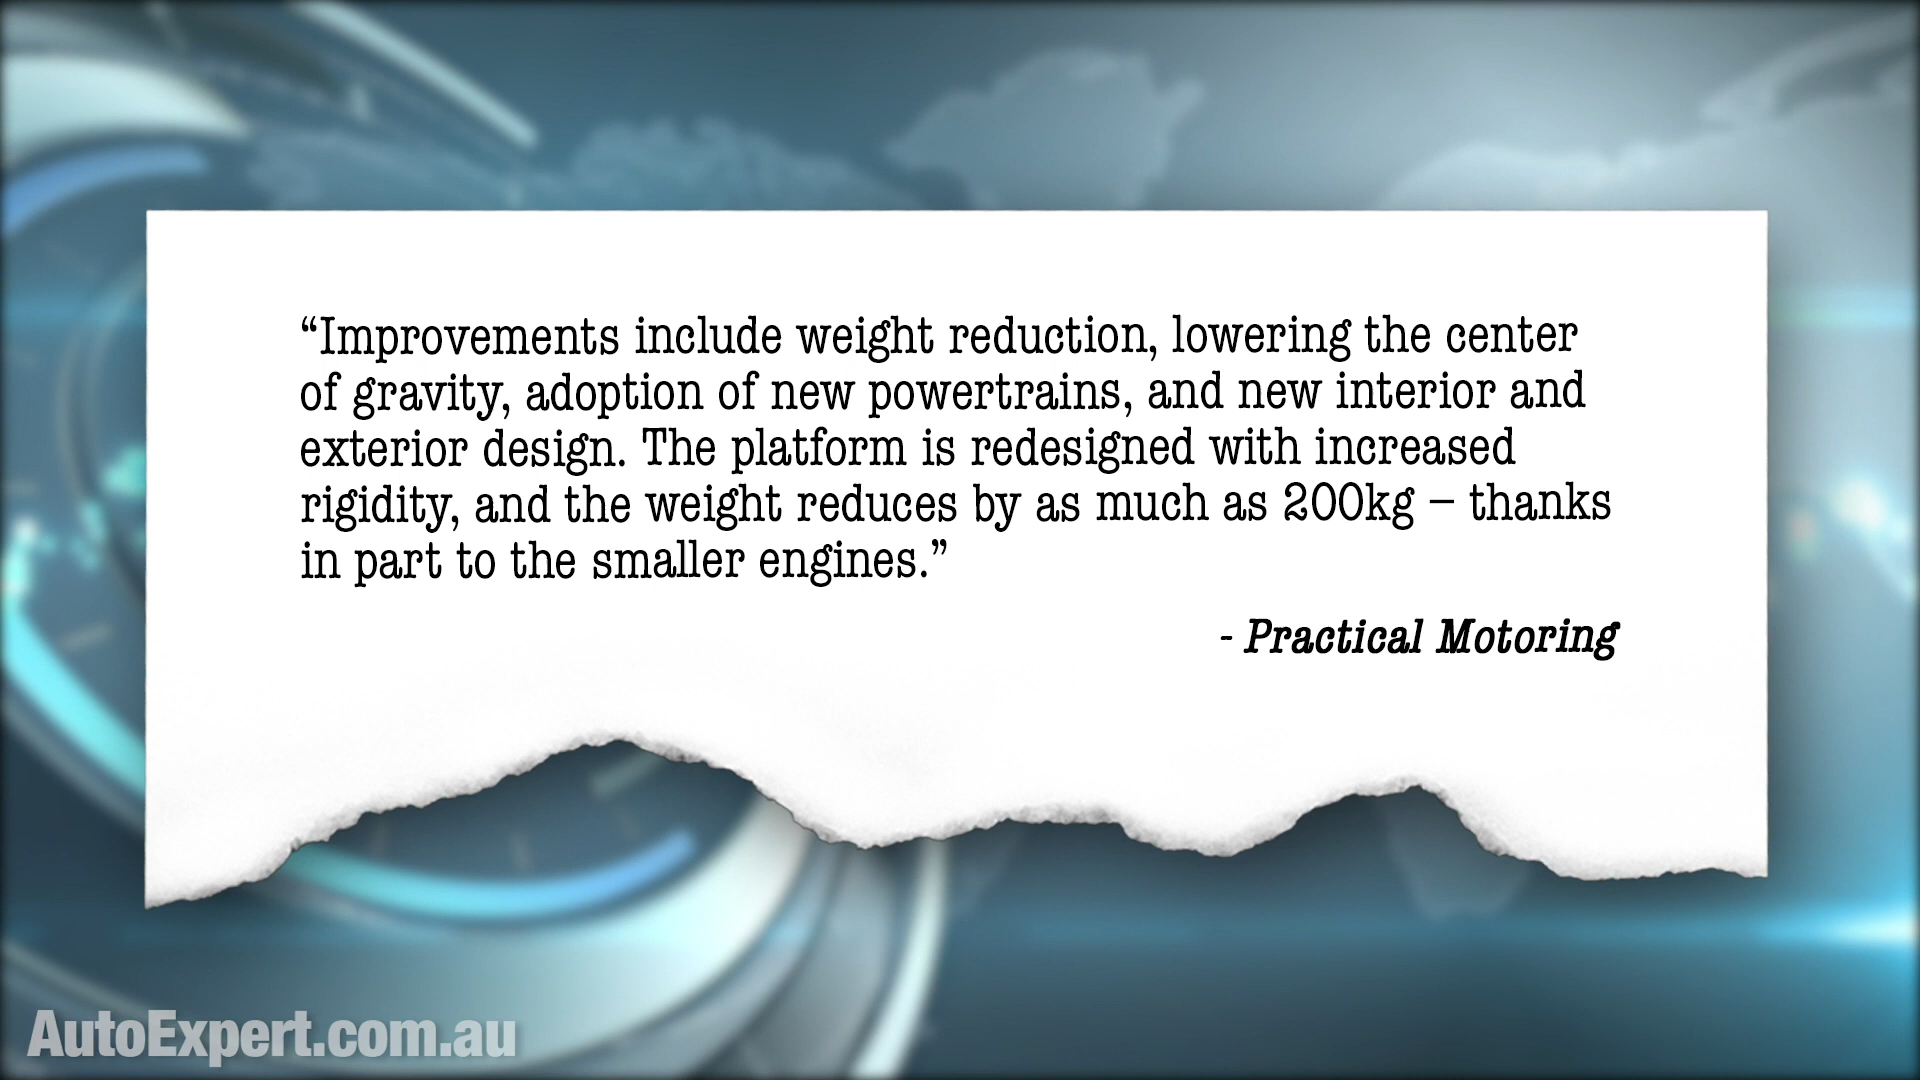 “Improvements include weight reduction, lowering the center
of gravity, adoption of new powertrains, and new interior and
exterior design. The platform is redesigned with increased
rigidity, and the weight reduces by as much as 200kg – thanks
in part to the smaller engines.”
- Practical Motoring
AutoExpert.com.au